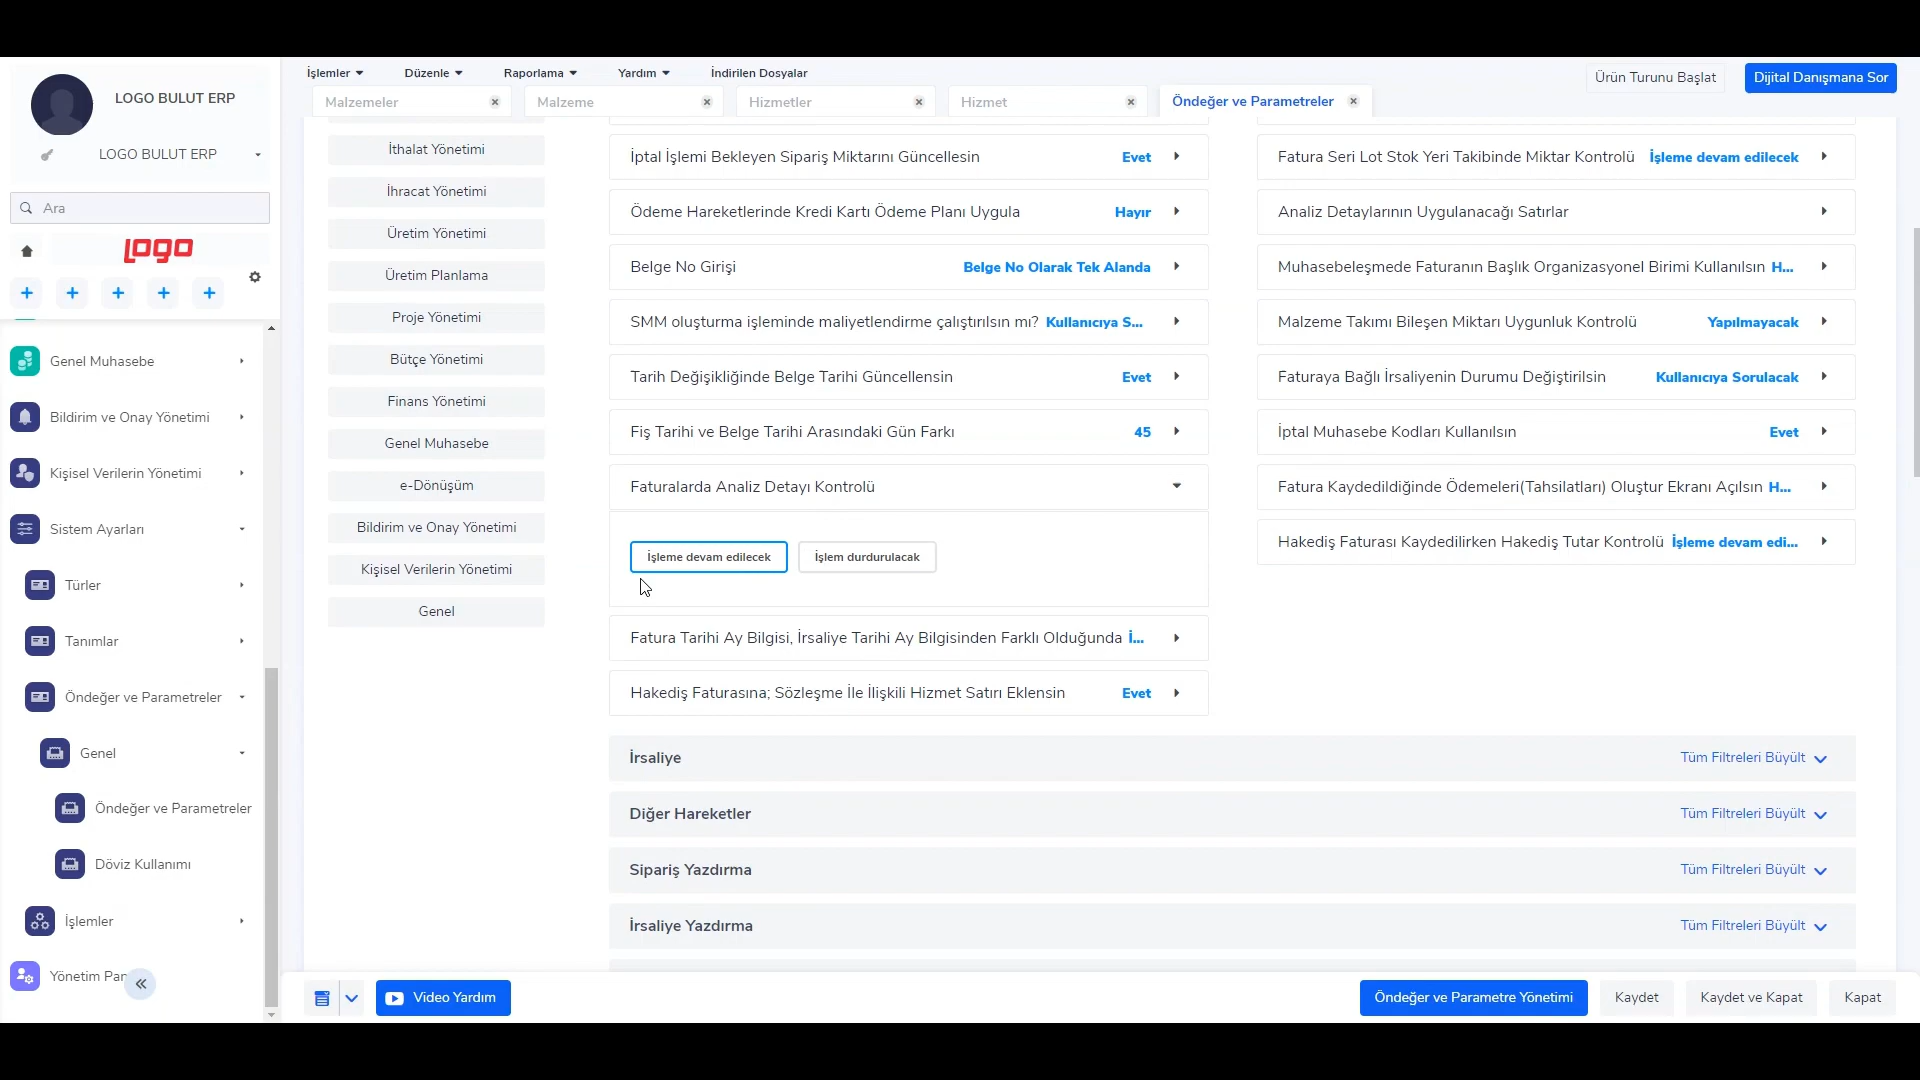 LOGO BULUT ERP
LOGO BULUT ERP
Ara
logo
Genel Muhasebe
Bildirim ve Onay Yönetimi
Kişisel Verilerin Yönetimi
Sistem Ayarları
Türler
Tanımlar
Öndeğer ve Parametreler
Genel
Öndeğer ve Parametreler
Döviz Kullanımı
İşlemler
Yönetim Pan
İşlemler
Düzenle
Raporlama
Yardım
İndirilen Dosyalar
Ürün Turunu Başlat
Dijital Danışmana Sor
Malzemeler
Malzeme
Hizmetler
Hizmet
Öndeğer ve Parametreler
İthalat Yönetimi
İhracat Yönetimi
Üretim Yönetimi
Üretim Planlama
Proje Yönetimi
Bütçe Yönetimi
Finans Yönetimi
Genel Muhasebe
e-Dönüşüm
Bildirim ve Onay Yönetimi
Kişisel Verilerin Yönetimi
Genel
İptal İşlemi Bekleyen Sipariş Miktarını Güncellesin Evet
Ödeme Hareketlerinde Kredi Kartı Ödeme Planı Uygula Hayır
Belge No Girişi Belge No Olarak Tek Alanda
SMM oluşturma işleminde maliyetlendirme çalıştırılsın mı? Kullanıcıya S...
Tarih Değişikliğinde Belge Tarihi Güncellensin Evet
Fiş Tarihi ve Belge Tarihi Arasındaki Gün Farkı 45
Faturalarda Analiz Detayı Kontrolü
İşleme devam edilecek
İşlem durdurulacak
Fatura Tarihi Ay Bilgisi, İrsaliye Tarihi Ay Bilgisinden Farklı Olduğunda İ...
Hakediş Faturasına; Sözleşme İle İlişkili Hizmet Satırı Eklensin Evet
Fatura Seri Lot Stok Yeri Takibinde Miktar Kontrolü İşleme devam edilecek
Analiz Detaylarının Uygulanacağı Satırlar
Muhasebeleşmede Faturanın Başlık Organizasyonel Birimi Kullanılsın H...
Malzeme Takımı Bileşen Miktarı Uygunluk Kontrolü Yapılmayacak
Faturaya Bağlı İrsaliyenin Durumu Değiştirilsin Kullanıcıya Sorulacak
İptal Muhasebe Kodları Kullanılsın Evet
Fatura Kaydedildiğinde Ödemeleri(Tahsilatları) Oluştur Ekranı Açılsın H...
Hakediş Faturası Kaydedilirken Hakediş Tutar Kontrolü İşleme devam edi...
İrsaliye Tüm Filtreleri Büyült
Diğer Hareketler Tüm Filtreleri Büyült
Sipariş Yazdırma Tüm Filtreleri Büyült
İrsaliye Yazdırma Tüm Filtreleri Büyült
Video Yardım
Öndeğer ve Parametre Yönetimi
Kaydet
Kaydet ve Kapat
Kapat